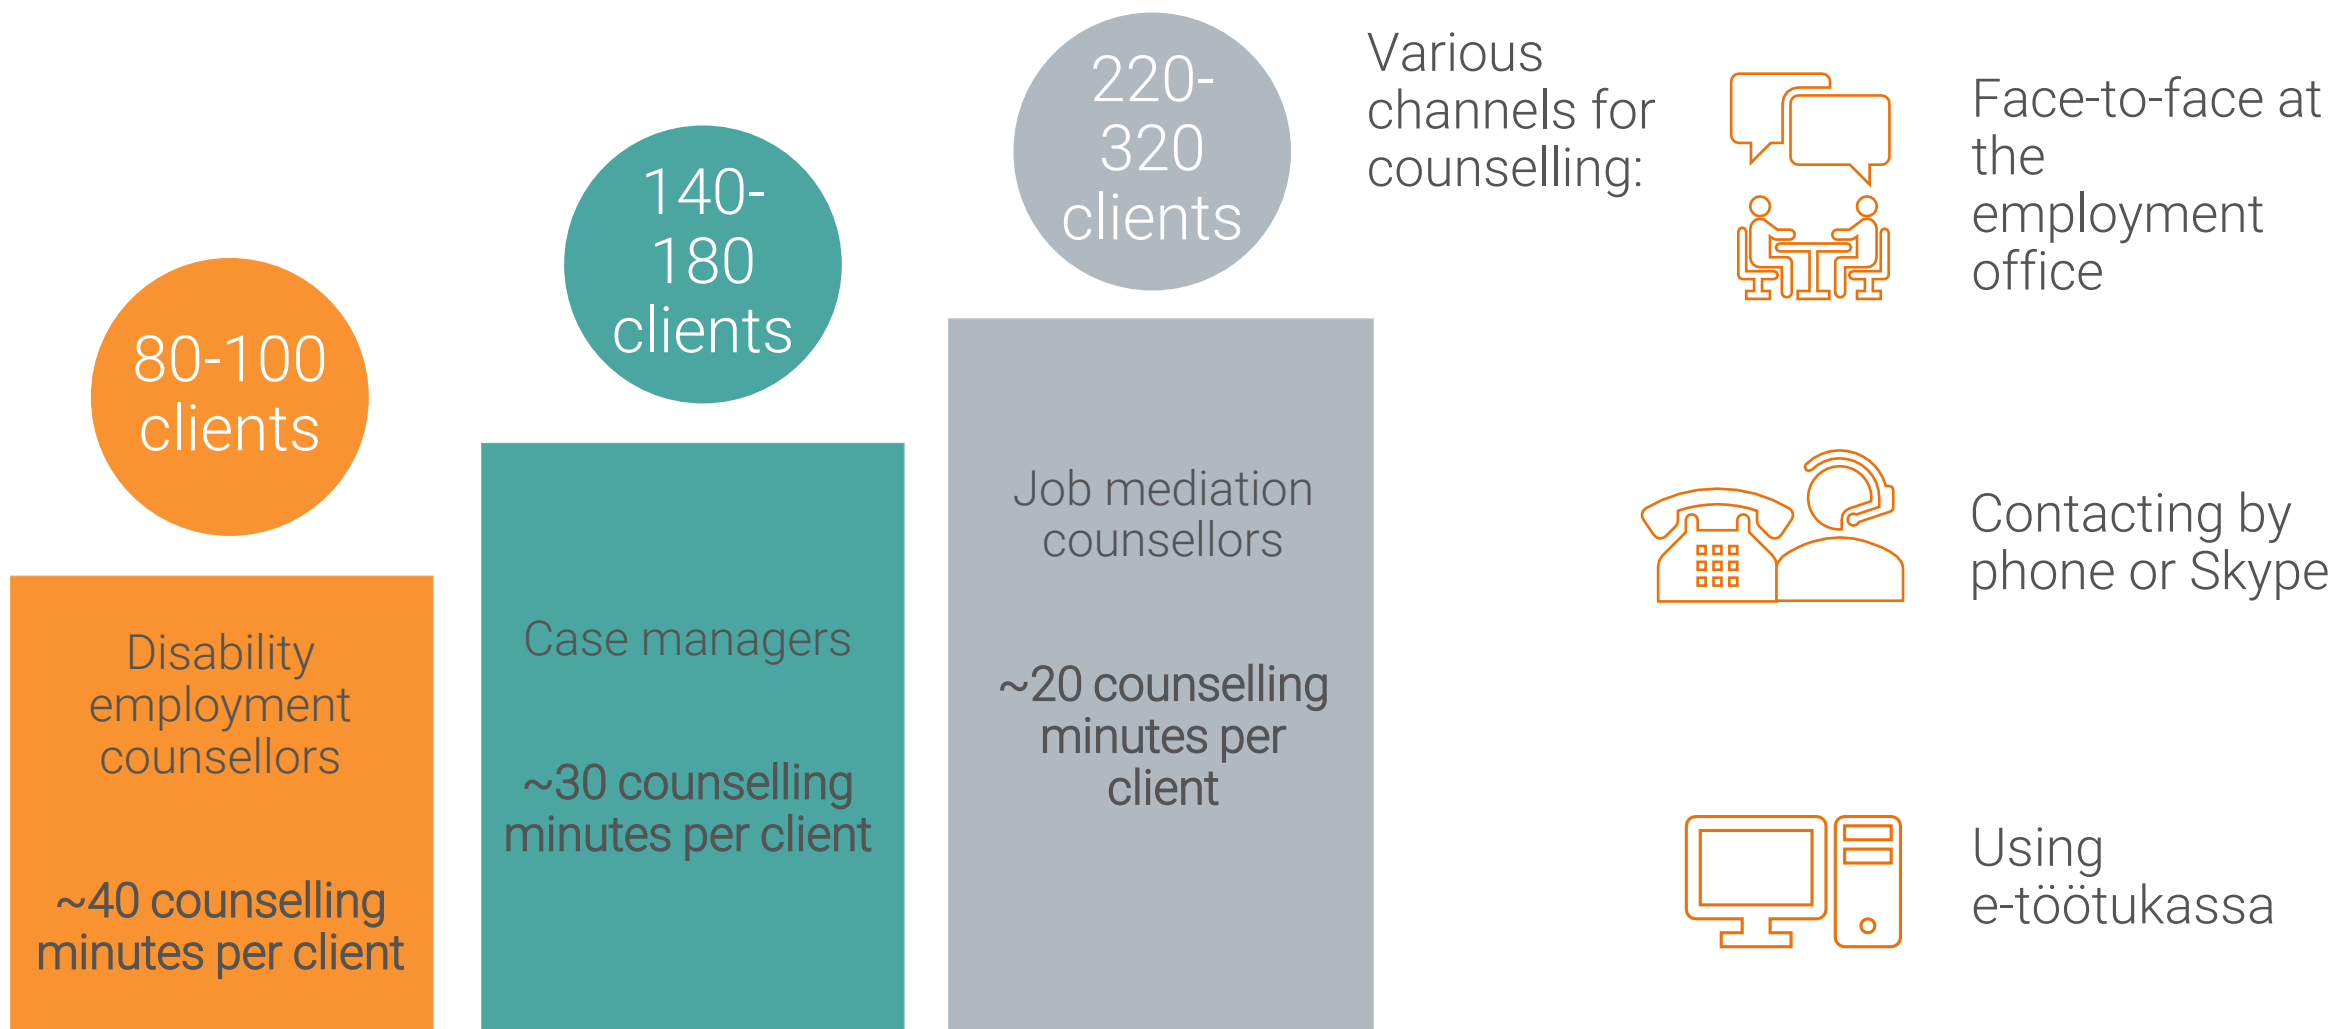 80-100
clients
Disability
employment
counsellors
~40 counselling
minutes per client
140-
180
clients
Case managers
~30 counselling
minutes per client
220-
320
clients
Job mediation
counsellors
~20 counselling
minutes per
client
Various
channels for
counselling:
Face-to-face at
the
employment
office
Contacting by
phone or Skype
Using
e-töötukassa